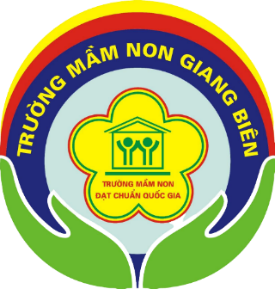 TRƯỜNG MẦM NON GIANG BIÊN
TRƯỜNG MẦM NON
ĐẠT CHUẨN QUỐC GIA